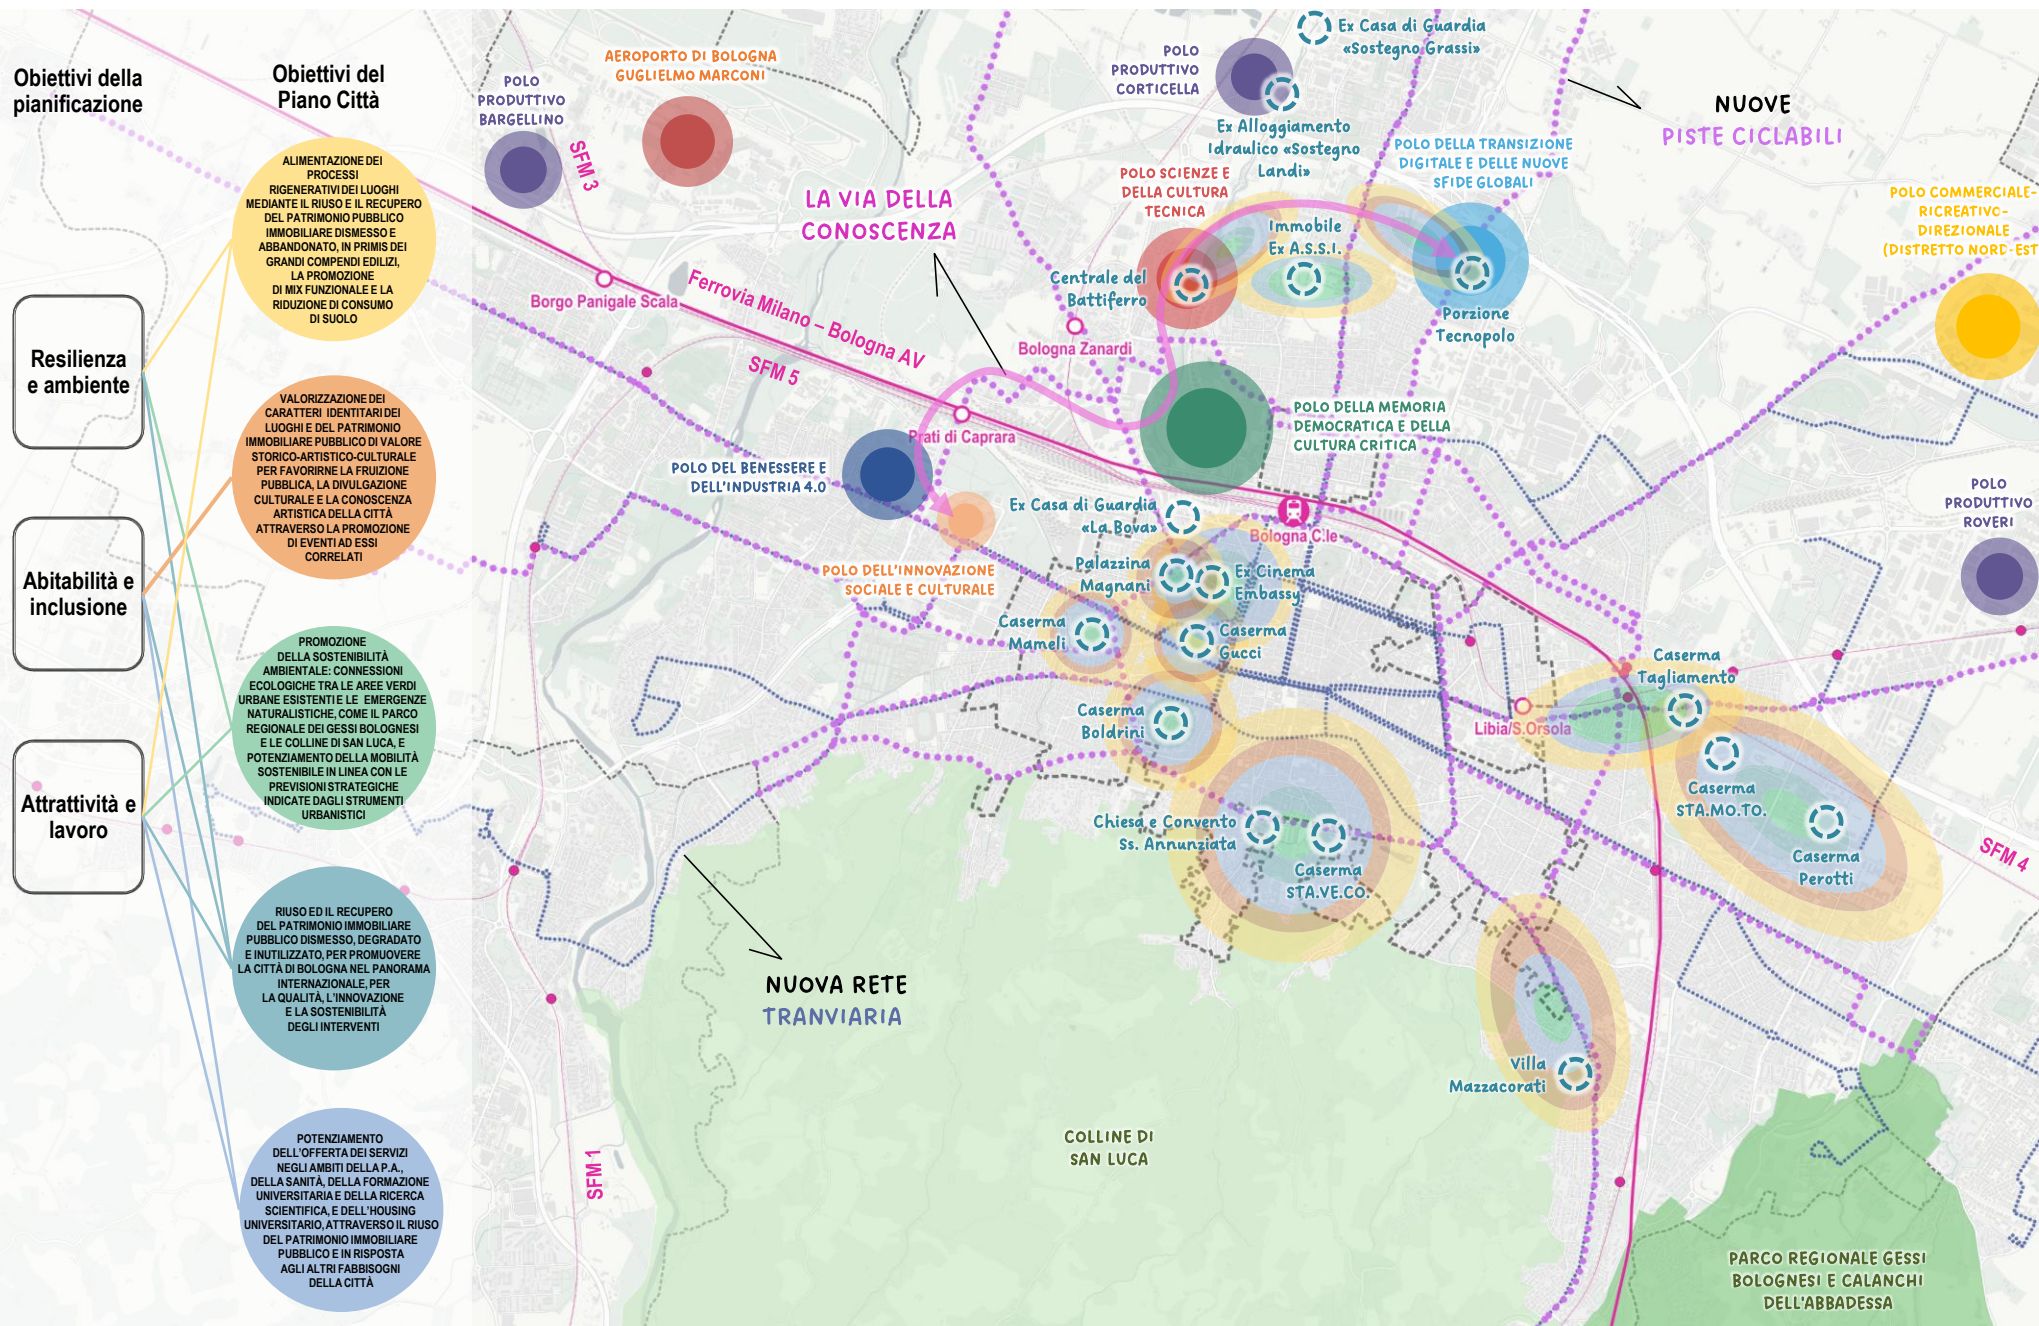 Obiettivi della
pianificazione
Obiettivi del
Piano Città
Resilienza
e ambiente
Abitabilità e
inclusione
Attrattività e
lavoro
ALIMENTAZIONE DEI
PROCESSI
RIGENERATIVI DEI LUOGHI
MEDIANTE IL RIUSO E IL RECUPERO
DEL PATRIMONIO PUBBLICO
IMMOBILIARE DISMESSO E
ABBANDONATO, IN PRIMIS DEI
GRANDI COMPENDI EDILIZI,
LA PROMOZIONE
DI MIX FUNZIONALE E LA
RIDUZIONE DI CONSUMO
DI SUOLO
VALORIZZAZIONE DEI
CARATTERI IDENTITARI DEI
LUOGHI E DEL PATRIMONIO
IMMOBILIARE PUBBLICO DI VALORE
STORICO-ARTISTICO-CULTURALE
PER FAVORIRNE LA FRUIZIONE
PUBBLICA, LA DIVULGAZIONE
CULTURALE E LA CONOSCENZA
ARTISTICA DELLA CITTÀ
ATTRAVERSO LA PROMOZIONE
DI EVENTI AD ESSI
CORRELATI
PROMOZIONE
DELLA SOSTENIBILITÀ
AMBIENTALE: CONNESSIONI
ECOLOGICHE TRA LE AREE VERDI
URBANE ESISTENTI E LE EMERGENZE
NATURALISTICHE, COME IL PARCO
REGIONALE DEI GESSI BOLOGNESI
E LE COLLINE DI SAN LUCA, E
POTENZIAMENTO DELLA MOBILITÀ
SOSTENIBILE IN LINEA CON LE
PREVISIONI STRATEGICHE
INDICATE DAGLI STRUMENTI
URBANISTICI
RIUSO ED IL RECUPERO
DEL PATRIMONIO IMMOBILIARE
PUBBLICO DISMESSO, DEGRADATO
E INUTILIZZATO, PER PROMUOVERE
LA CITTÀ DI BOLOGNA NEL PANORAMA
INTERNAZIONALE, PER
LA QUALITÀ, L'INNOVAZIONE
E LA SOSTENIBILITÀ
DEGLI INTERVENTI
POTENZIAMENTO
DELL'OFFERTA DEI SERVIZI
NEGLI AMBITI DELLA P.A.,
DELLA SANITÀ, DELLA FORMAZIONE
UNIVERSITARIA E DELLA RICERCA
SCIENTIFICA, E DELL'HOUSING
UNIVERSITARIO, ATTRAVERSO IL RIUSO
DEL PATRIMONIO IMMOBILIARE
PUBBLICO E IN RISPOSTA
AGLI ALTRI FABBISOGNI
DELLA CITTÀ
POLO
PRODUTTIVO
BARGELLINO
AEROPORTO DI BOLOGNA
GUGLIELMO MARCONI
SFM 3
POLO
PRODUTTIVO
CORTICELLA
Ex Casa di Guardia
«Sostegno Grassi»
Ex Alloggiamento
Idraulico «Sostegno
Landi»
NUOVE
PISTE CICLABILI
POLO DELLA TRANSIZIONE
DIGITALE E DELLE NUOVE
SFIDE GLOBALI
POLO SCIENZE E
DELLA CULTURA
TECNICA
LA VIA DELLA
CONOSCENZA
POLO COMMERCIALE-
RICREATIVO-
DIREZIONALE
(DISTRETTO NORD-EST
Immobile
Ex A.S.S.I.
Centrale del
Battiferro
Porzione
Tecnopolo
Borgo Panigale Scala
Ferrovia Milano – Bologna AV
SFM 5
Bologna Zanardi
Prati di Caprara
POLO DELLA MEMORIA
DEMOCRATICA E DELLA
CULTURA CRITICA
POLO DEL BENESSERE E
DELL'INDUSTRIA 4.0
POLO
PRODUTTIVO
ROVERI
Ex Casa di Guardia
«La Bova»
Bologna C.le
POLO DELL'INNOVAZIONE
SOCIALE E CULTURALE
Palazzina
Magnani
Ex Cinema
Embassy
Caserma
Mameli
Caserma
Gucci
Caserma
Tagliamento
Caserma
Boldrini
Libia/S.Orsola
Caserma
STA.MO.TO.
Chiesa e Convento
Ss. Annunziata
Caserma
STA.VE.CO.
Caserma
Perotti
SFM 4
NUOVA RETE
TRANVIARIA
Villa
Mazzacorati
COLLINE DI
SAN LUCA
SFM 1
PARCO REGIONALE GESSI
BOLOGNESI E CALANCHI
DELL'ABBADESSA